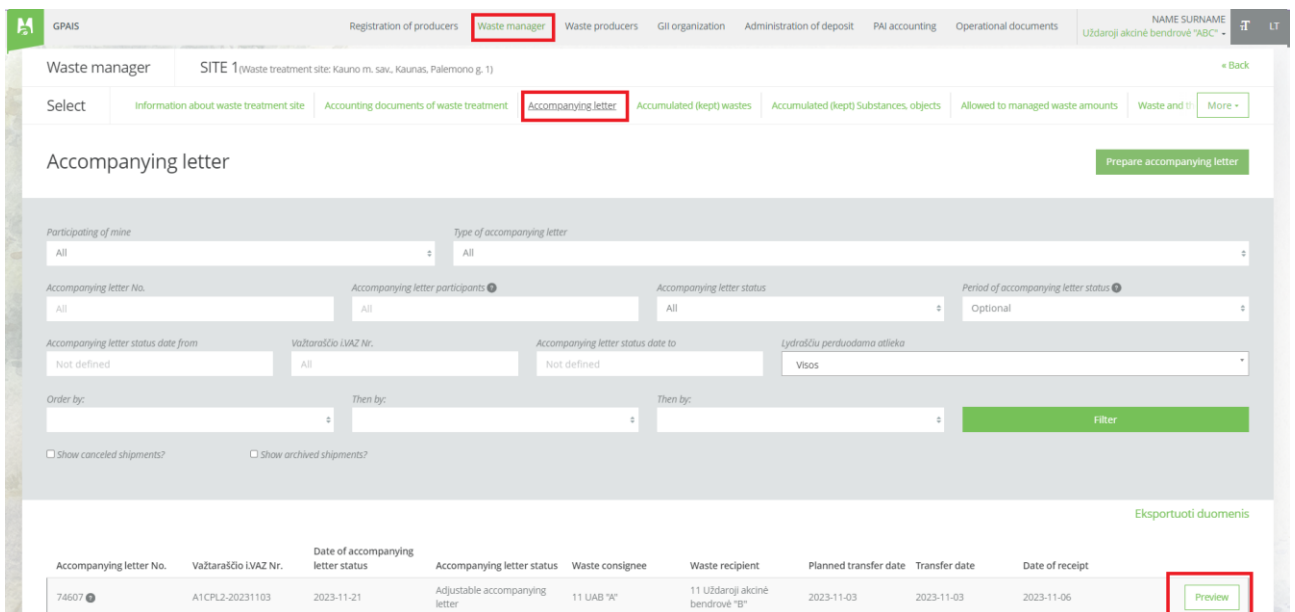 GPAIS Registration of producers Waste manager Waste producers GII organization Administration of deposit PAI accounting Operational documents NAME SURNAME
Uždaroji akcinė bendrovė "ABC" LT
Waste manager SITE 1 (Waste treatment site: Kauno m. sav., Kaunas, Palemono g. 1) « Back
Select Information about waste treatment site Accounting documents of waste treatment Accompanying letter Accumulated (kept) wastes Accumulated (kept) Substances, objects Allowed to managed waste amounts Waste and More
Accompanying letter Prepare accompanying letter
Participating of mine Type of accompanying letter
All All
Accompanying letter No. Accompanying letter participants Accompanying letter status Period of accompanying letter status
All All All Optional
Accompanying letter status date from Važtaraščio i.VAZ Nr. Accompanying letter status date to Lydraščiu perduodama atlieka
Not defined All Not defined Visos
Order by: Then by: Then by:
Filter
Show canceled shipments? Show archived shipments?
Eksportuoti duomenis
Date of accompanying
Accompanying letter No. Važtaraščio i.VAZ Nr. letter status Accompanying letter status Waste consignee Waste recipient Planned transfer date Transfer date Date of receipt
74607 A1CPL2-20231103 2023-11-21 Adjustable accompanying 11 UAB "A" 11 Uždaroji akcinė 2023-11-03 2023-11-03 2023-11-06 Preview
letter bendrovė "B"